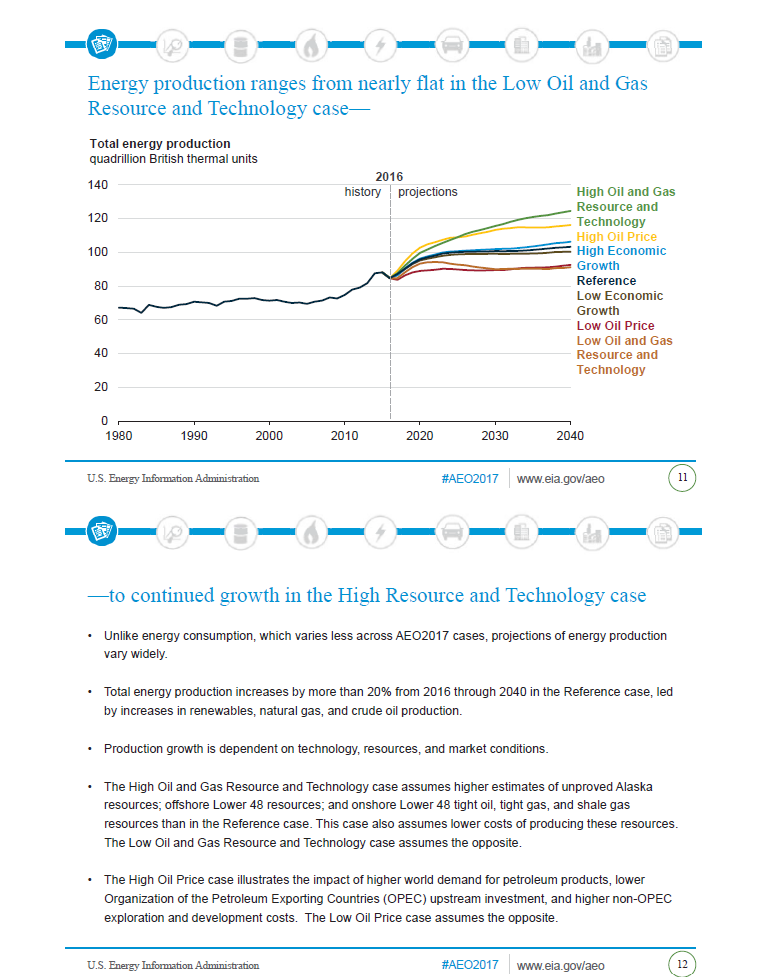 Energy production ranges from nearly flat in the Low Oil and Gas
Resource and Technology case—
Total energy production
quadrillion British thermal units
2016
history
projections
140
120
100
80
60
40
20
0
1980
1990
2000
2010
2020
2030
2040
High Oil and Gas
Resource and
Technology
High Oil Price
High Economic
Growth
Reference
Low Economic
Growth
Low Oil Price
Low Oil and Gas
Resource and
Technology
U.S. Energy Information Administration
#AEO2017
www.eia.gov/aeo
11
—to continued growth in the High Resource and Technology case
• Unlike energy consumption, which varies less across AEO2017 cases, projections of energy production
vary widely.
• Total energy production increases by more than 20% from 2016 through 2040 in the Reference case, led
by increases in renewables, natural gas, and crude oil production.
• Production growth is dependent on technology, resources, and market conditions.
• The High Oil and Gas Resource and Technology case assumes higher estimates of unproved Alaska
resources; offshore Lower 48 resources; and onshore Lower 48 tight oil, tight gas, and shale gas
resources than in the Reference case. This case also assumes lower costs of producing these resources.
The Low Oil and Gas Resource and Technology case assumes the opposite.
• The High Oil Price case illustrates the impact of higher world demand for petroleum products, lower
Organization of the Petroleum Exporting Countries (OPEC) upstream investment, and higher non-OPEC
exploration and development costs. The Low Oil Price case assumes the opposite.
U.S. Energy Information Administration
#AEO2017
www.eia.gov/aeo
12